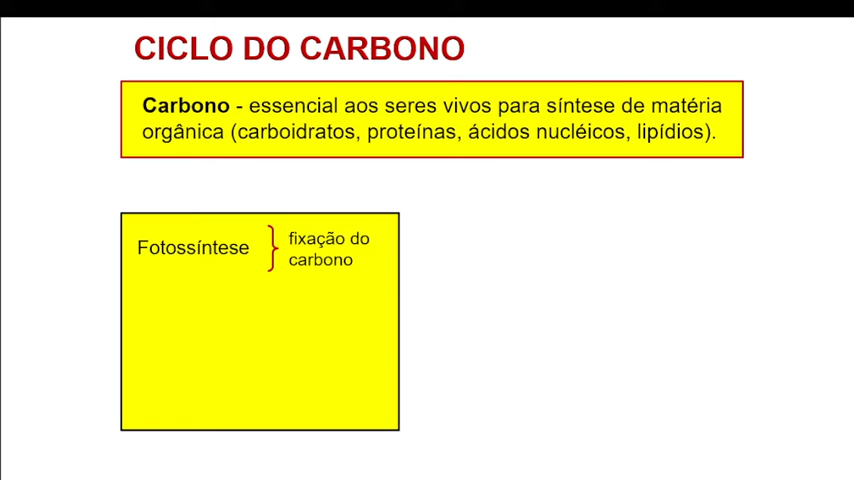 CICLO DO CARBONO
Carbono - essencial aos seres vivos para síntese de matéria
orgânica (carboidratos, proteínas, ácidos nucléicos, lipídios).
Fotossíntese
fixação do
carbono